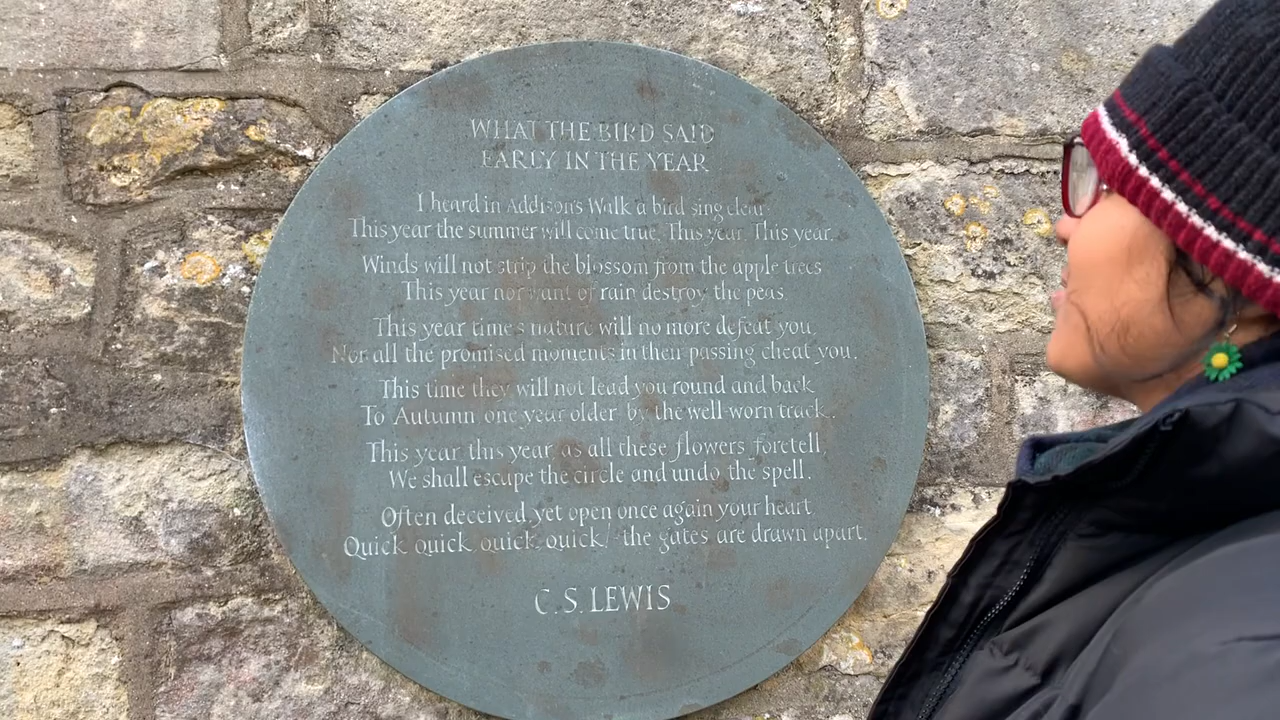 WHAT THE BIRD SAID
EARLY IN THE YEAR
I heard in Addison's Walk a bird sing clear
This year the summer will come true. This year. This year.
Winds will not strip the blossom from the apple trees
This year nor want of rain destroy the peas
This year time's nature will no more defeat you,
Nor all the promised moments in their passing cheat you.
This time they will not lead you round and back
To Autumn one year older by the well-worn track.
This year this year as all these flowers foretell,
We shall escape the circle and undo the spell.
Often deceived yet open once again your heart
Quick quick quick quick! the gates are drawn apart.
C.S. LEWIS